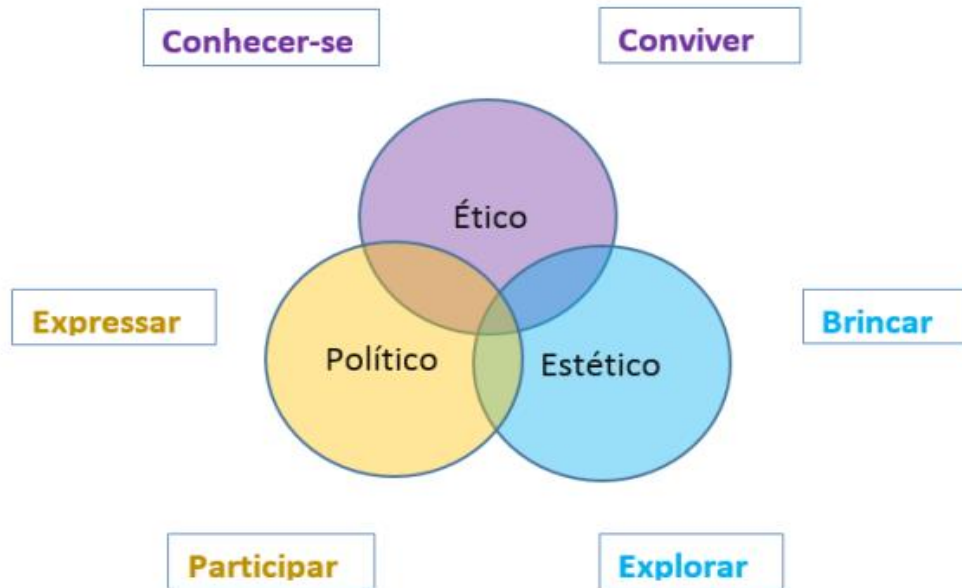 Conhecer-se
Conviver
Ético
Expressar
Brincar
Político
Estético
Participar
Explorar